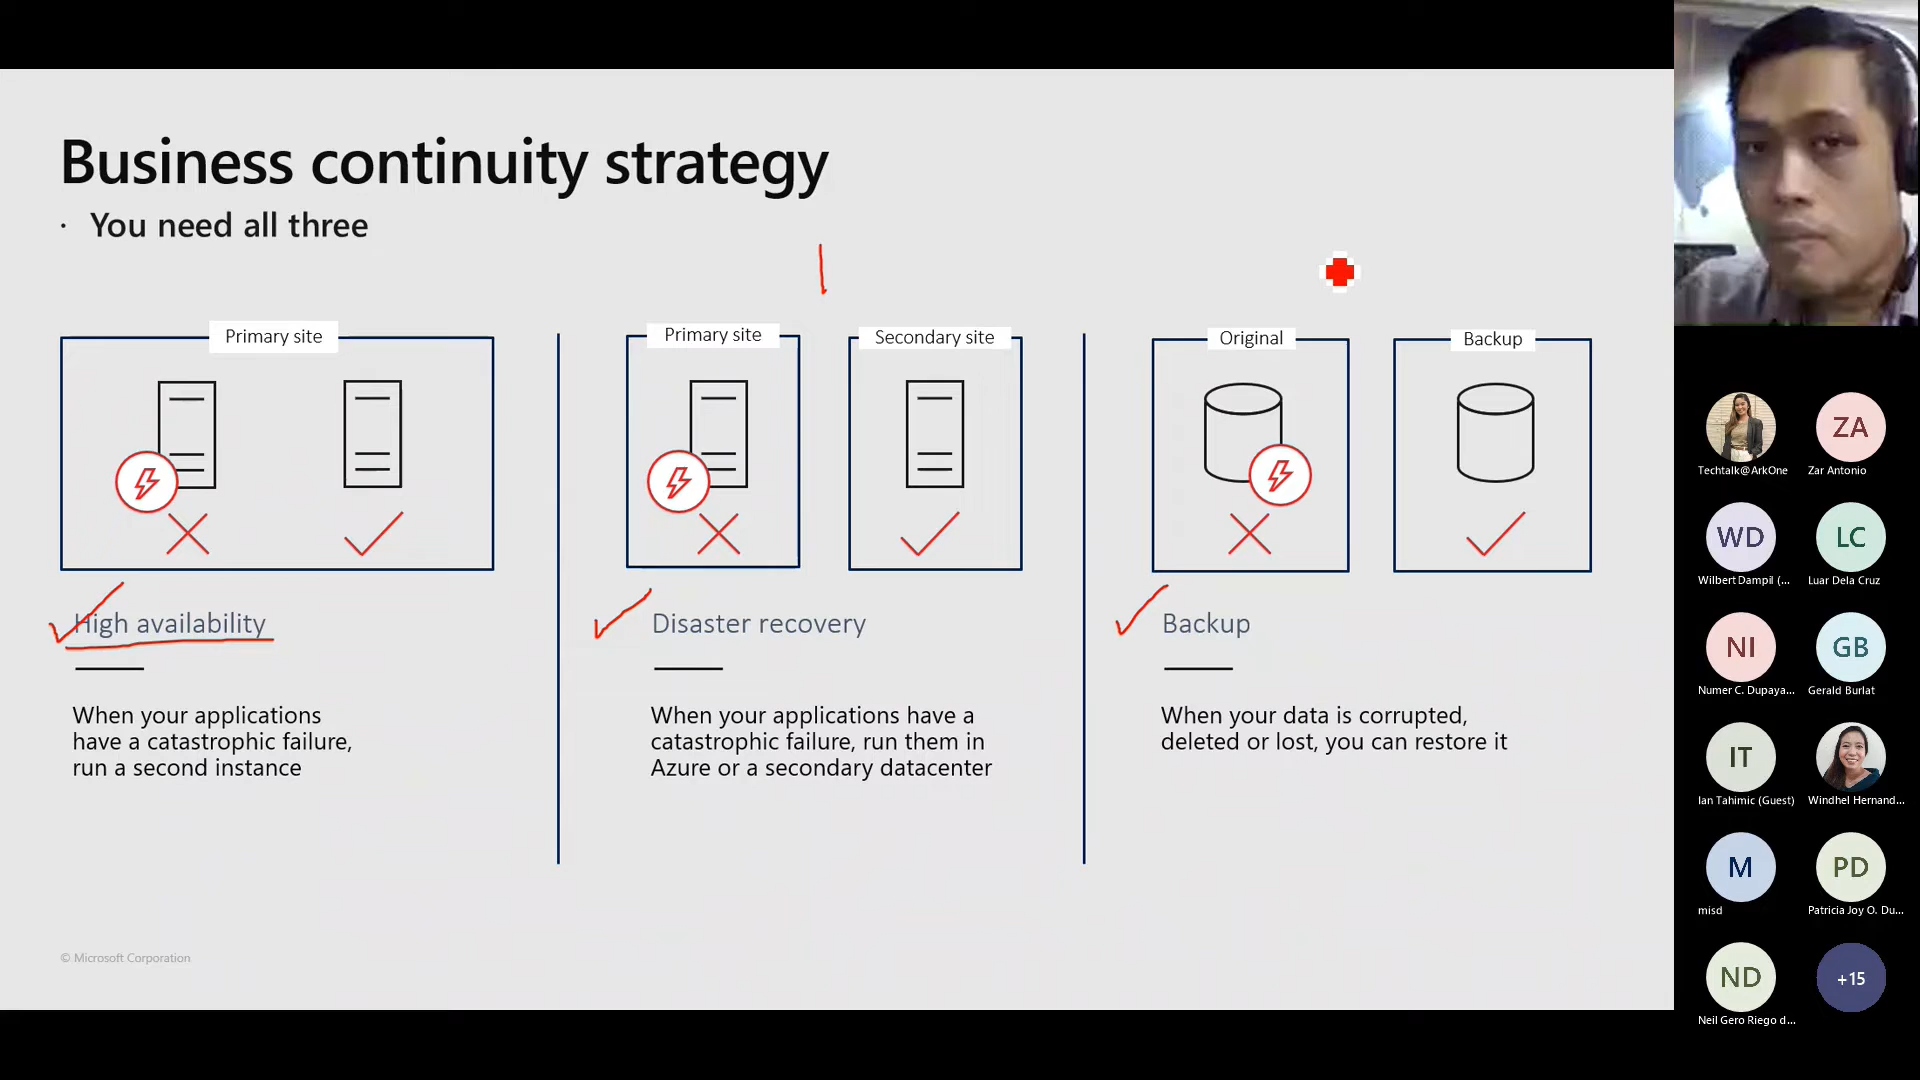 Business continuity strategy
· You need all three
Primary site
Primary site
Secondary site
Original
Backup
High availability
When your applications
have a catastrophic failure,
run a second instance
Disaster recovery
When your applications have a
catastrophic failure, run them in
Azure or a secondary datacenter
Backup
When your data is corrupted,
deleted or lost, you can restore it
© Microsoft Corporation
Techtalk@ArkOne
ZA
Zar Antonio
WD
Wilbert Dampil (...
LC
Luar Dela Cruz
NI
Numer C. Dupaya...
GB
Gerald Burlat
IT
Ian Tahimic (Guest)
Windhel Hernand...
M
misd
PD
Patricia Joy O. Du...
ND
Neil Gero Riego d...
+15